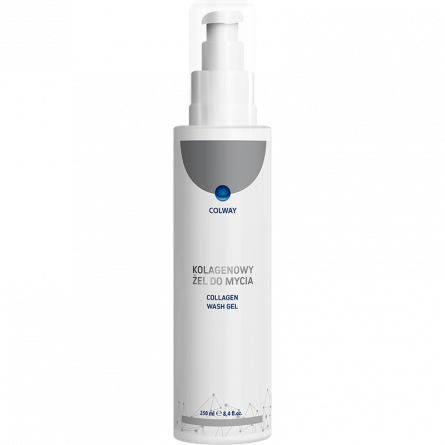 COLWAY
KOLAGENOWY
ŻEL DO MYCIA
COLLAGEN
WASH GEL
250 ml e 8,4 fl.oz.